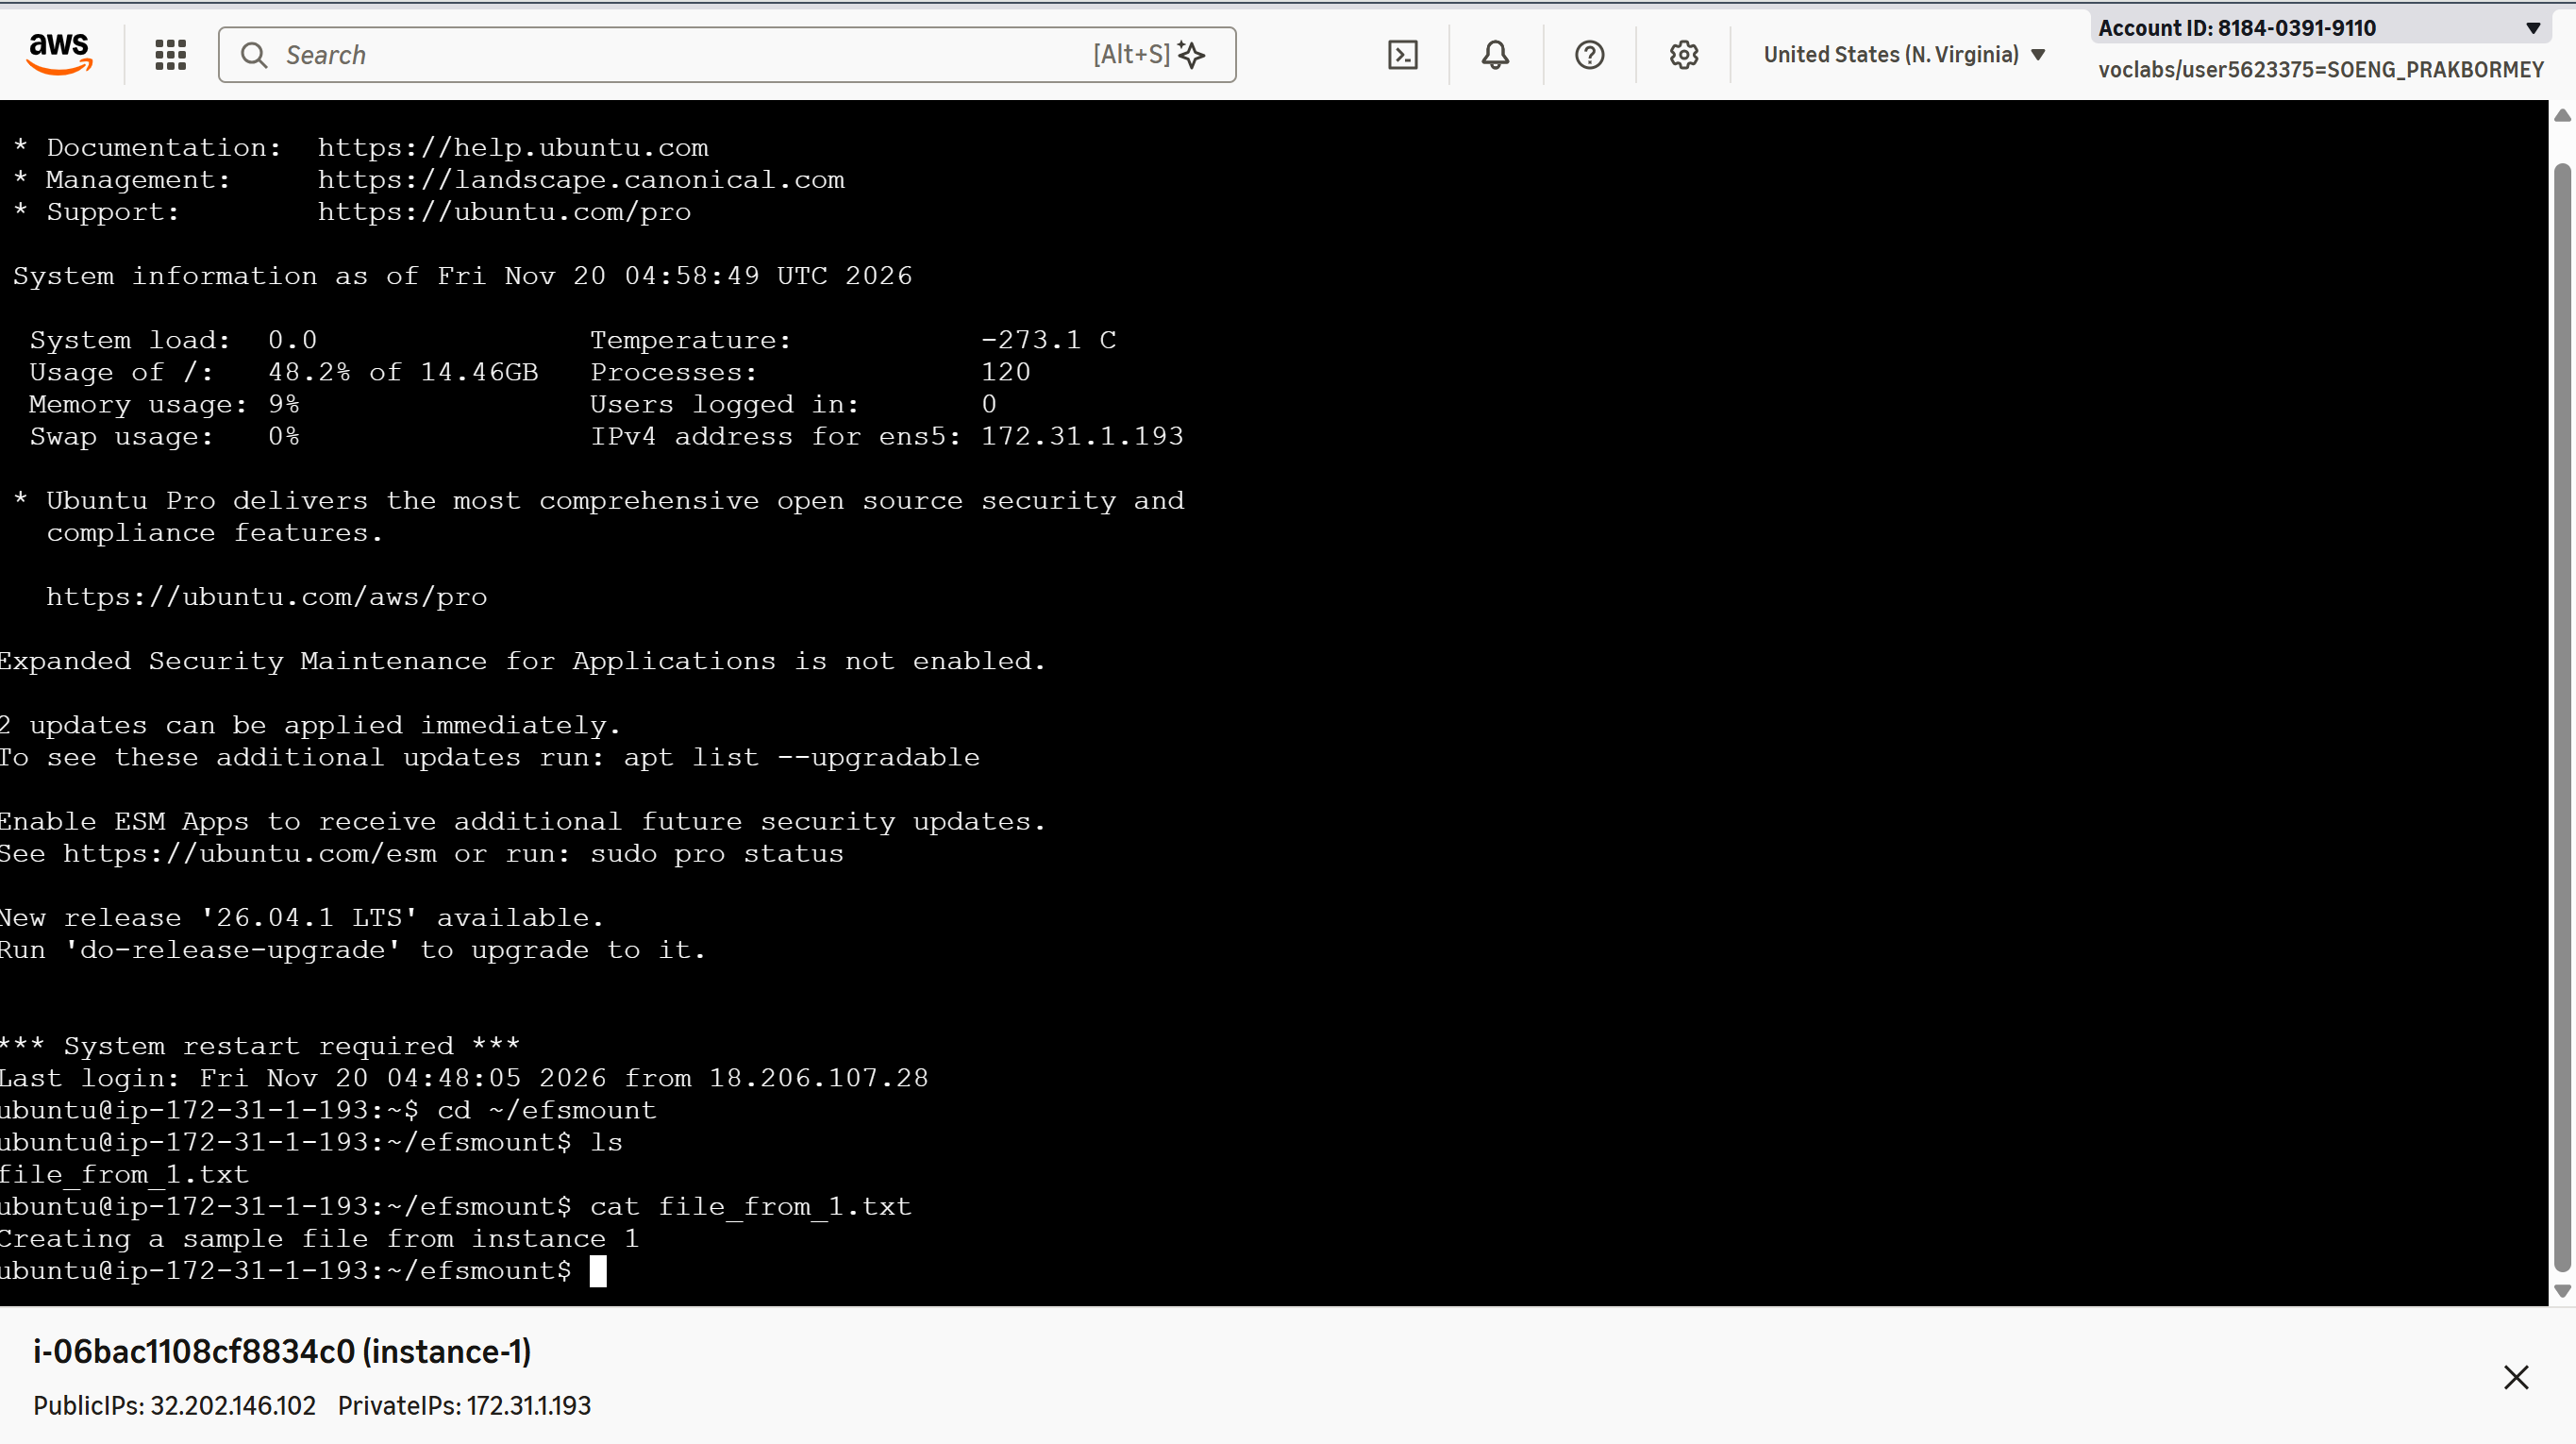 aws
Search [Alt+S]
United States (N. Virginia)
Account ID: 8184-0391-9110
voclabs/user5623375=SOENG_PRAKBORMEY
* Documentation:  https://help.ubuntu.com
* Management:     https://landscape.canonical.com
* Support:        https://ubuntu.com/pro
System information as of Fri Nov 20 04:58:49 UTC 2026
System load:  0.0                Temperature:           -273.1 C
Usage of /:   48.2% of 14.46GB   Processes:             120
Memory usage: 9%                 Users logged in:       0
Swap usage:   0%                 IPv4 address for ens5: 172.31.1.193
* Ubuntu Pro delivers the most comprehensive open source security and
compliance features.
https://ubuntu.com/aws/pro
Expanded Security Maintenance for Applications is not enabled.
2 updates can be applied immediately.
To see these additional updates run: apt list --upgradable
Enable ESM Apps to receive additional future security updates.
See https://ubuntu.com/esm or run: sudo pro status
New release '26.04.1 LTS' available.
Run 'do-release-upgrade' to upgrade to it.
*** System restart required ***
Last login: Fri Nov 20 04:48:05 2026 from 18.206.107.28
ubuntu@ip-172-31-1-193:~$ cd ~/efsmount
ubuntu@ip-172-31-1-193:~/efsmount$ ls
file_from_1.txt
ubuntu@ip-172-31-1-193:~/efsmount$ cat file_from_1.txt
Creating a sample file from instance 1
ubuntu@ip-172-31-1-193:~/efsmount$
i-06bac1108cf8834c0 (instance-1)
PublicIPs: 32.202.146.102 PrivateIPs: 172.31.1.193